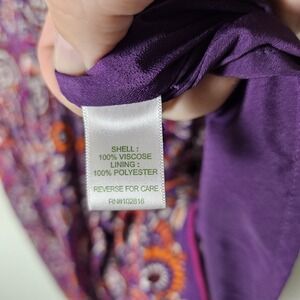 SHELL :
100% VISCOSE
LINING :
100% POLYESTER
REVERSE FOR CARE
RN#102816